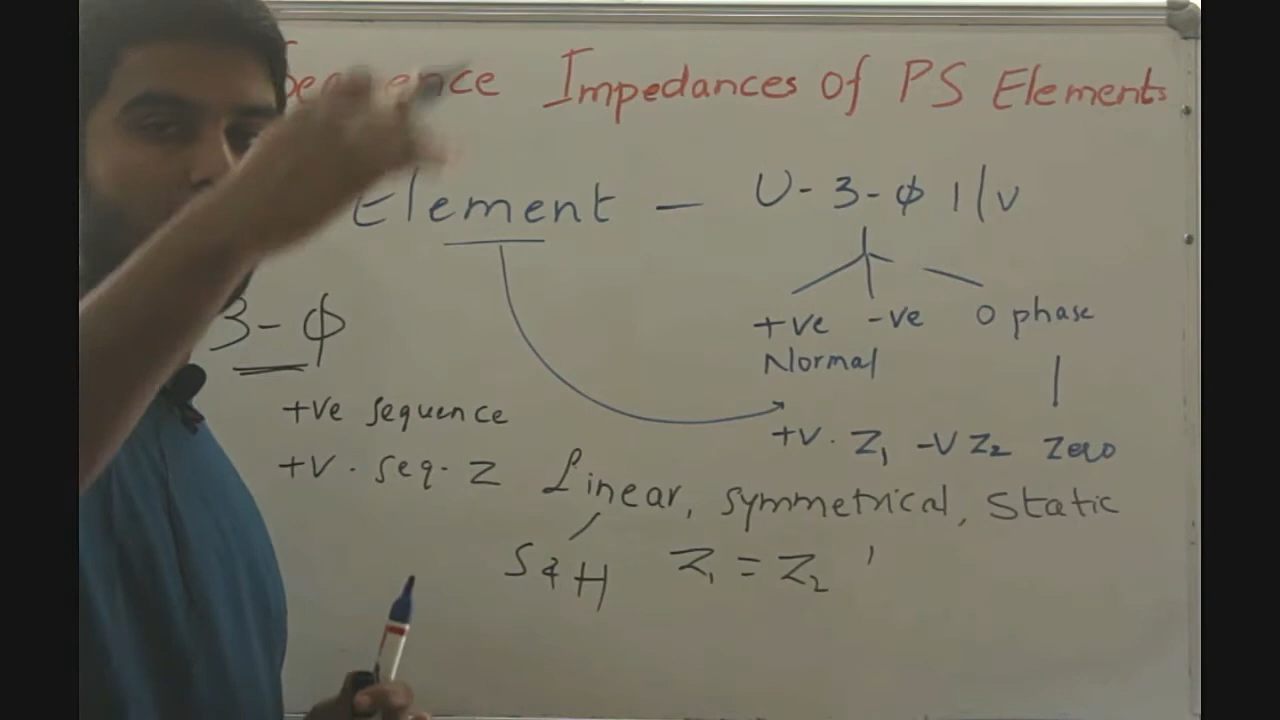 Sequence Impedances Of PS Elements
Element — U-3-φ I/V
+ve -ve 0 phase
Normal
3-φ
+ve sequence
+V. Z₁ -V Z₂ Zero
+V. seq. Z
Linear, symmetrical, Static
S & H Z₁ = Z₂